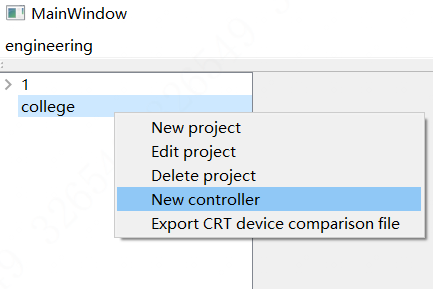 MainWindow
engineering
1
college
New project
Edit project
Delete project
New controller
Export CRT device comparison file